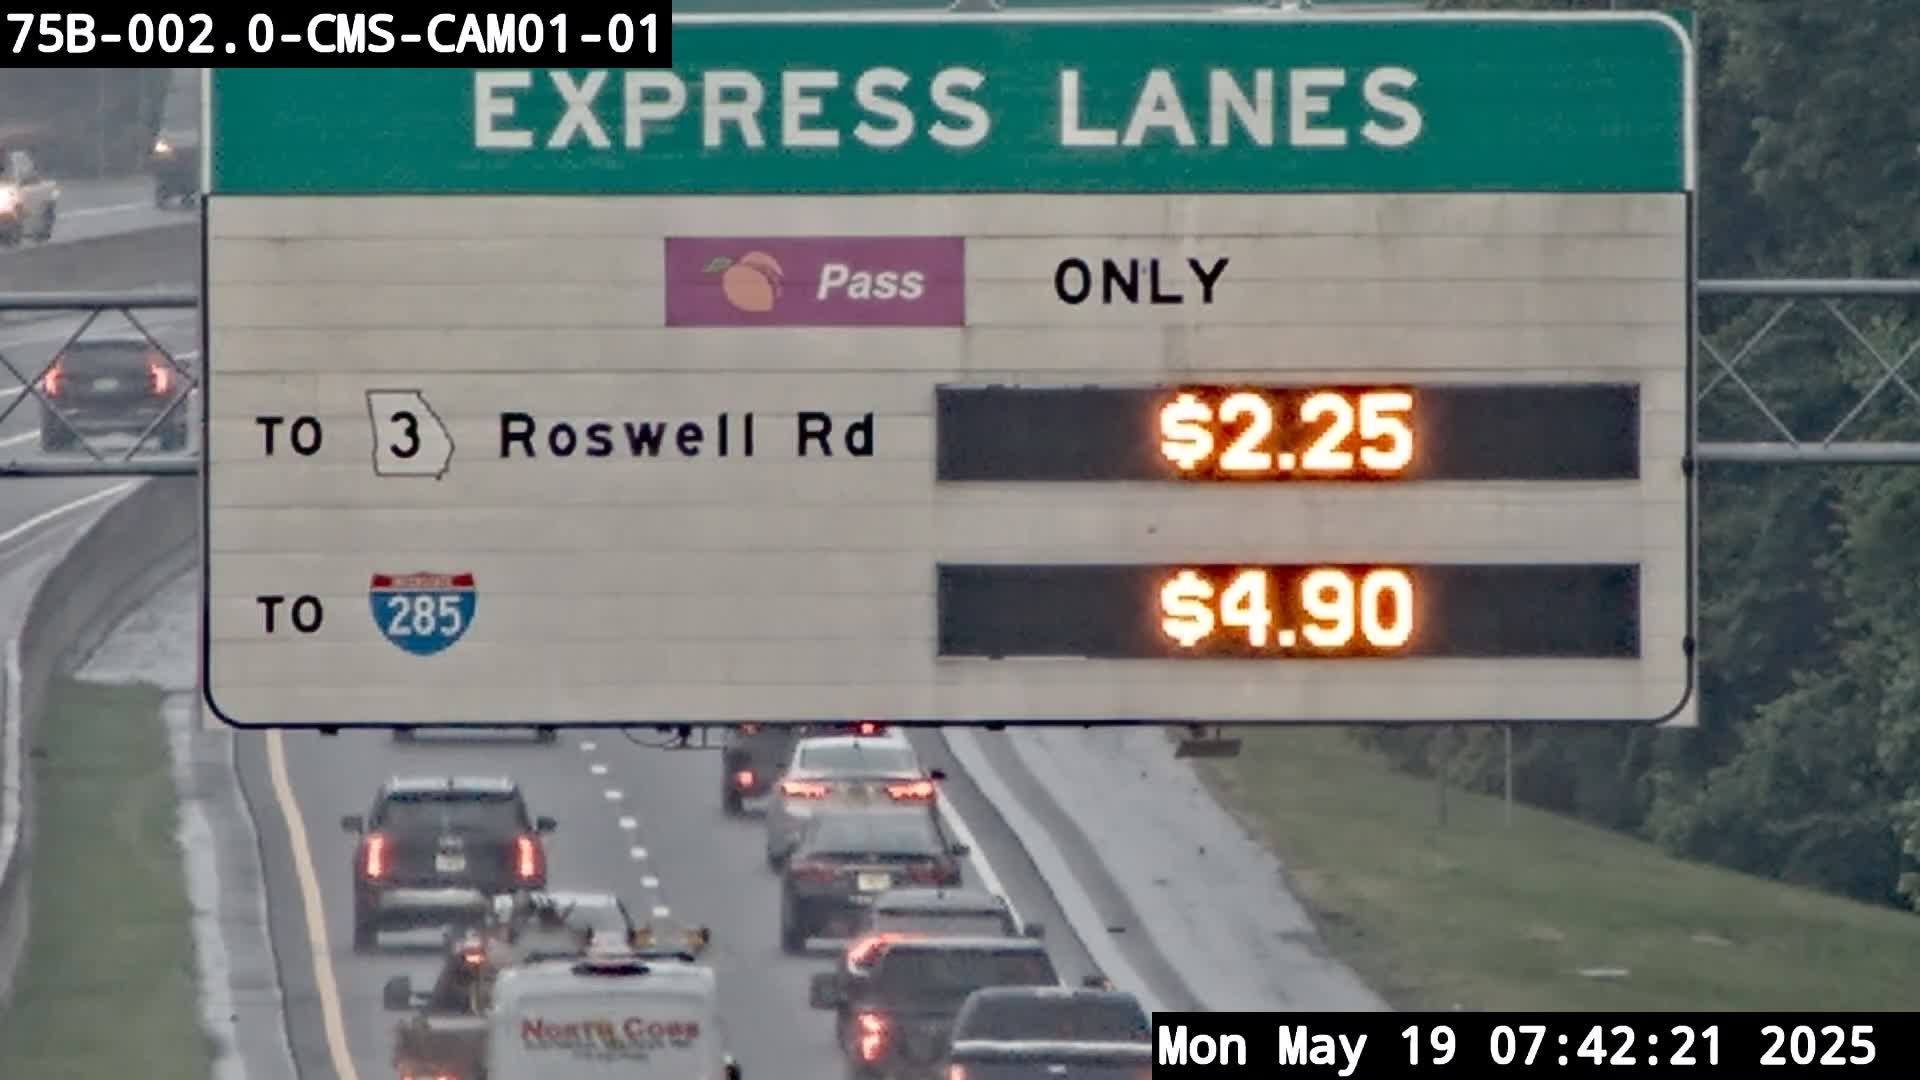 75B-002.0-CMS-CAM01-01
EXPRESS LANES
Pass ONLY
TO 3 Roswell Rd $2.25
TO 285 $4.90
NORTH COBB
Mon May 19 07:42:21 2025